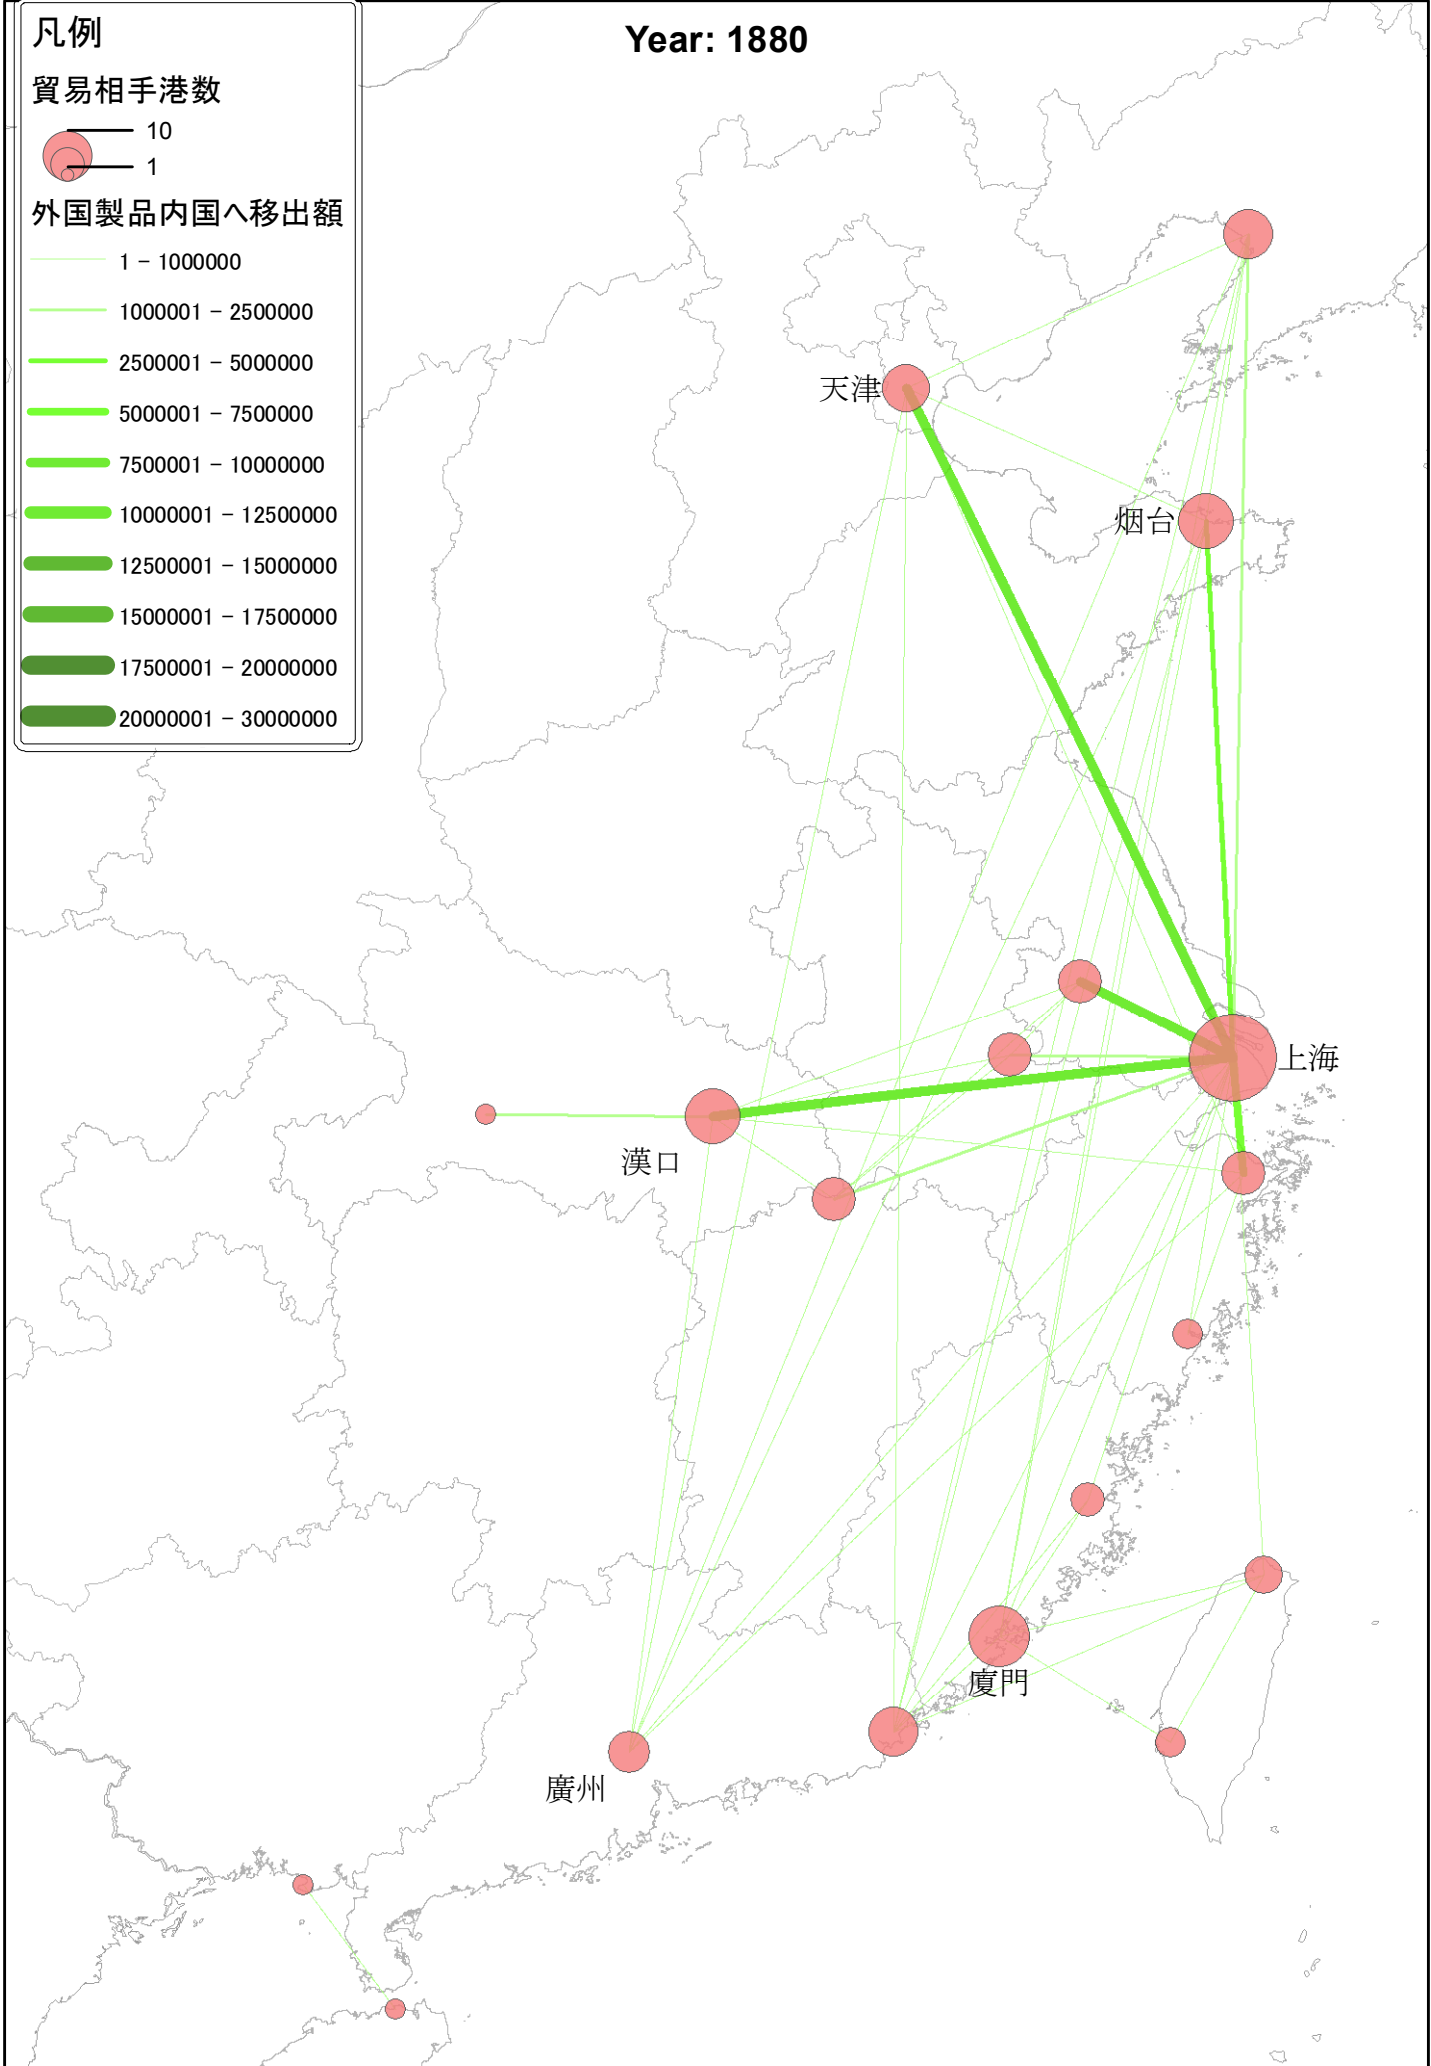 Year: 1880
凡例
貿易相手港数
10
1
外国製品内国へ移出額
1 - 1000000
1000001 - 2500000
2500001 - 5000000
5000001 - 7500000
7500001 - 10000000
10000001 - 12500000
12500001 - 15000000
15000001 - 17500000
17500001 - 20000000
20000001 - 30000000
天津
烟台
上海
漢口
廈門
廣州